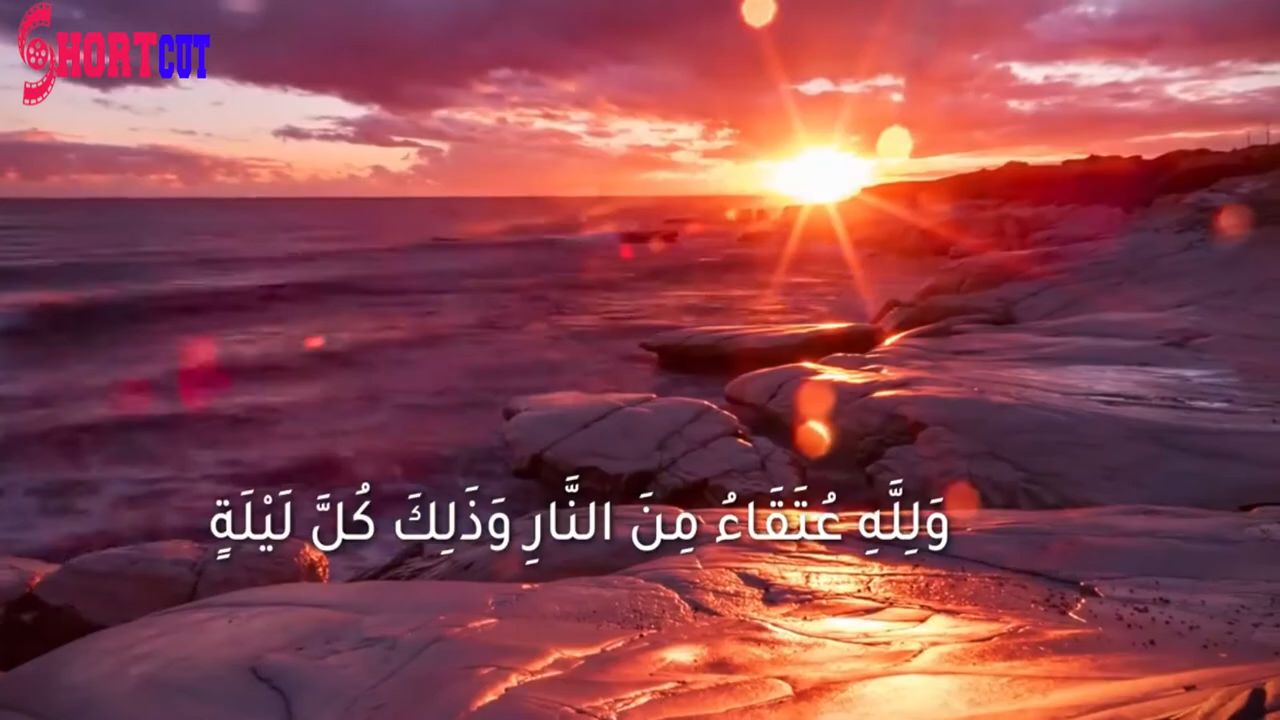 SHORTCUT
وَلِلَّهِ عُتَقَاءُ مِنَ النَّارِ وَذَلِكَ كُلَّ لَيْلَةٍ